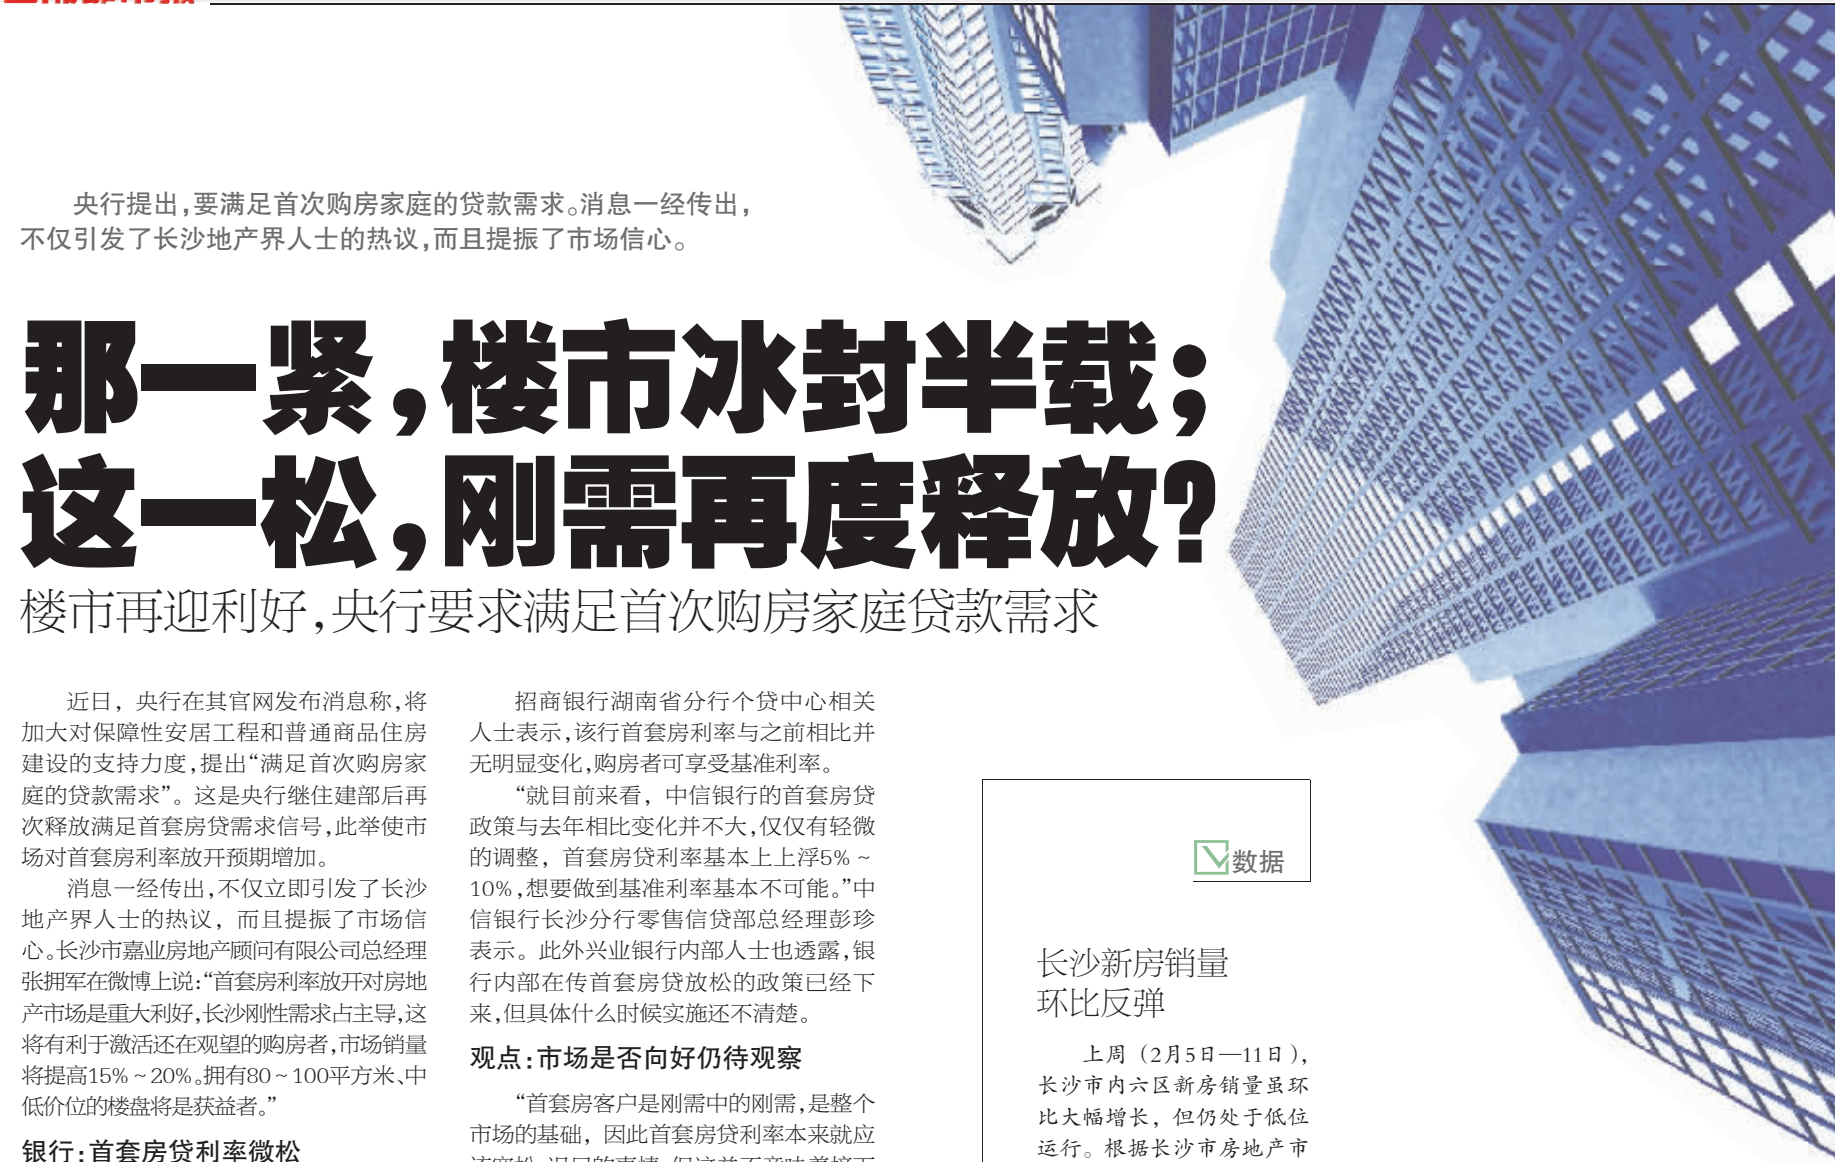 央行提出,要满足首次购房家庭的贷款需求。消息一经传出,
不仅引发了长沙地产界人士的热议,而且提振了市场信心。
那一紧,楼市冰封半载;
这一松,刚需再度释放?
楼市再迎利好,央行要求满足首次购房家庭贷款需求
近日，央行在其官网发布消息称,将
加大对保障性安居工程和普通商品住房
建设的支持力度,提出“满足首次购房家
庭的贷款需求”。这是央行继住建部后再
次释放满足首套房贷需求信号,此举使市
场对首套房利率放开预期增加。
消息一经传出,不仅立即引发了长沙
地产界人士的热议，而且提振了市场信
心。长沙市嘉业房地产顾问有限公司总经理
张拥军在微博上说:“首套房利率放开对房地
产市场是重大利好,长沙刚性需求占主导,这
将有利于激活还在观望的购房者,市场销量
将提高15%~20%。拥有80~100平方米、中
低价位的楼盘将是获益者。”
银行:首套房贷利率微松
招商银行湖南省分行个贷中心相关
人士表示,该行首套房利率与之前相比并
无明显变化,购房者可享受基准利率。
“就目前来看，中信银行的首套房贷
政策与去年相比变化并不大,仅仅有轻微
的调整，首套房贷利率基本上上浮5%~
10%,想要做到基准利率基本不可能。”中
信银行长沙分行零售信贷部总经理彭珍
表示。此外兴业银行内部人士也透露,银
行内部在传首套房贷放松的政策已经下
来,但具体什么时候实施还不清楚。
观点:市场是否向好仍待观察
“首套房客户是刚需中的刚需,是整个
市场的基础，因此首套房贷利率本来就应
数据
长沙新房销量
环比反弹
上周（2月5日—11日），
长沙市内六区新房销量虽环
比大幅增长，但仍处于低位
运行。根据长沙市房地产市